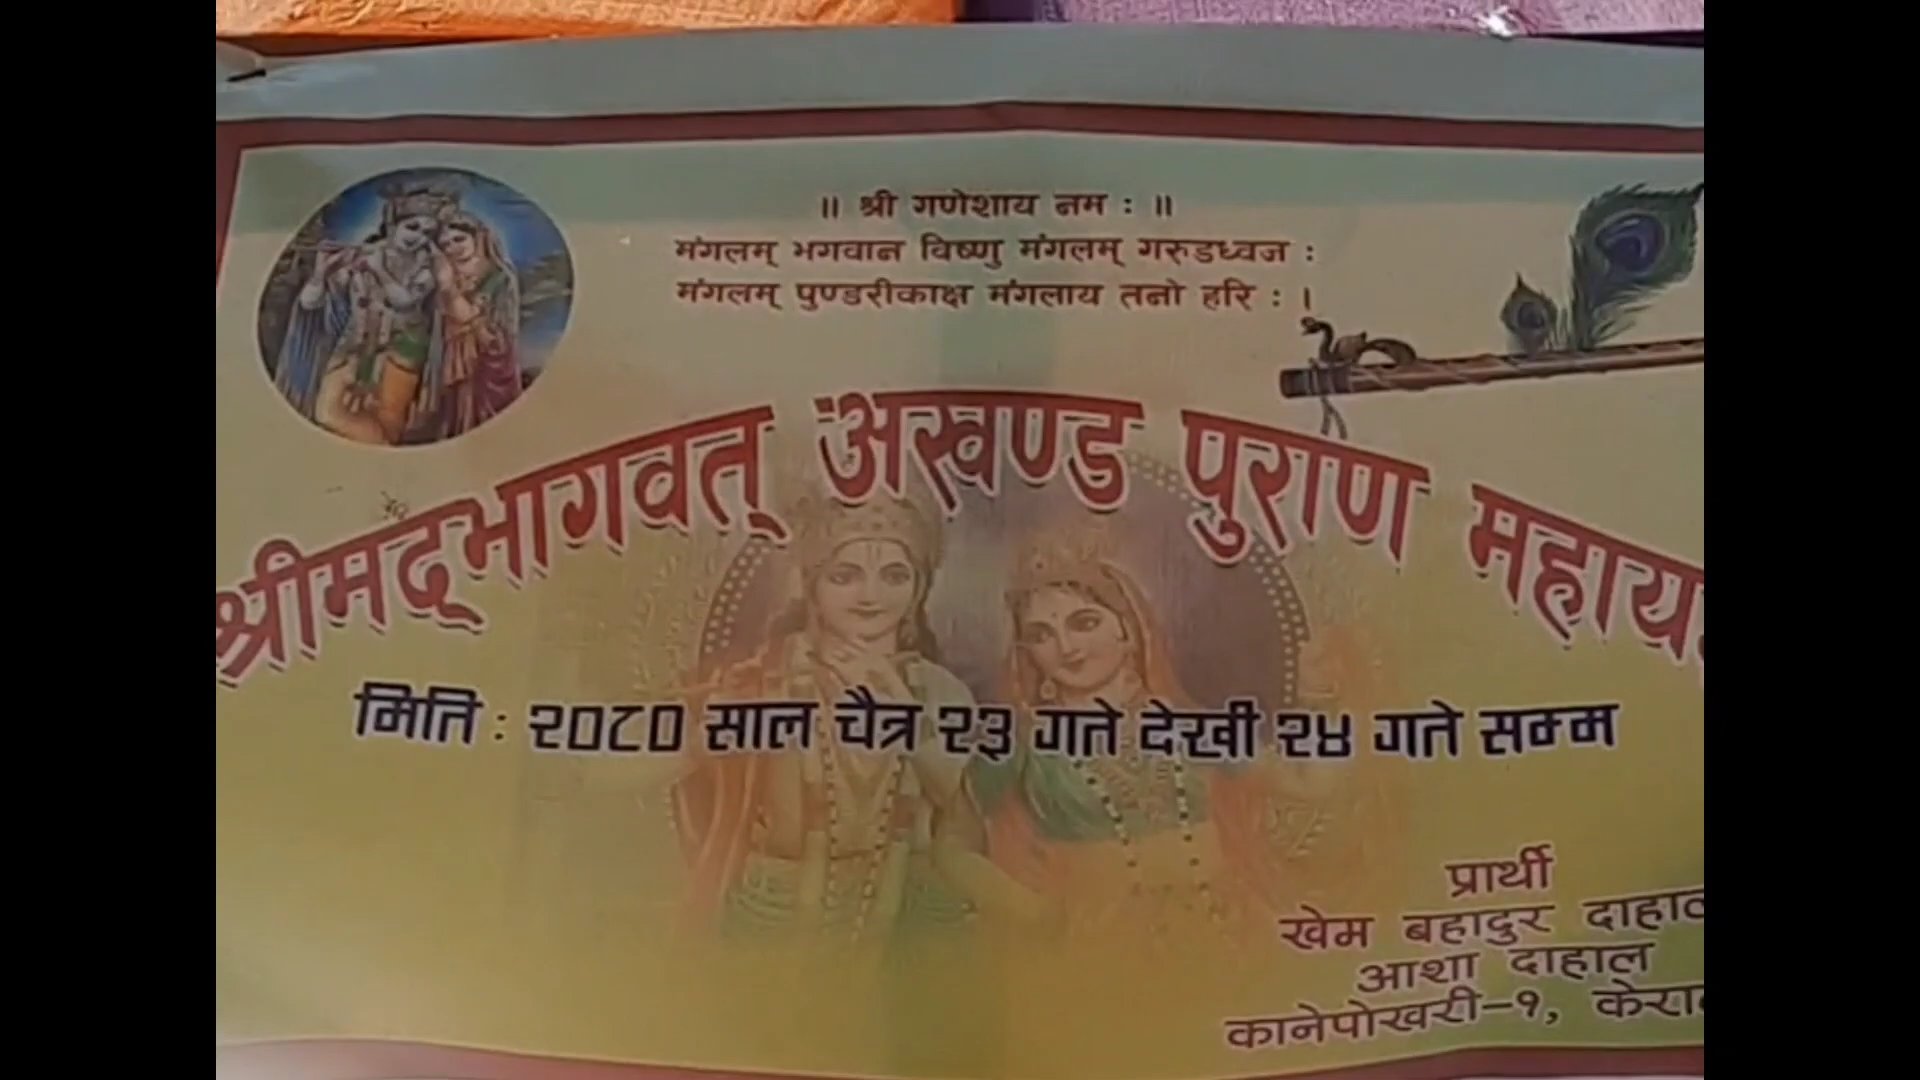 ॥ श्री गणेशाय नम : ॥
मंगलम् भगवान विष्णु मंगलम् गरुडध्वज :
मंगलम् पुण्डरीकाक्ष मंगलाय तनो हरि : ।
श्रीमद्भागवत् अखण्ड पुराण
मिति : २०८० साल चैत्र २३ गते देखी २४ गते सम्म
प्रार्थी
खेम बहादुर दाहाल
आशा दाहाल
कानेपोखरी-१,